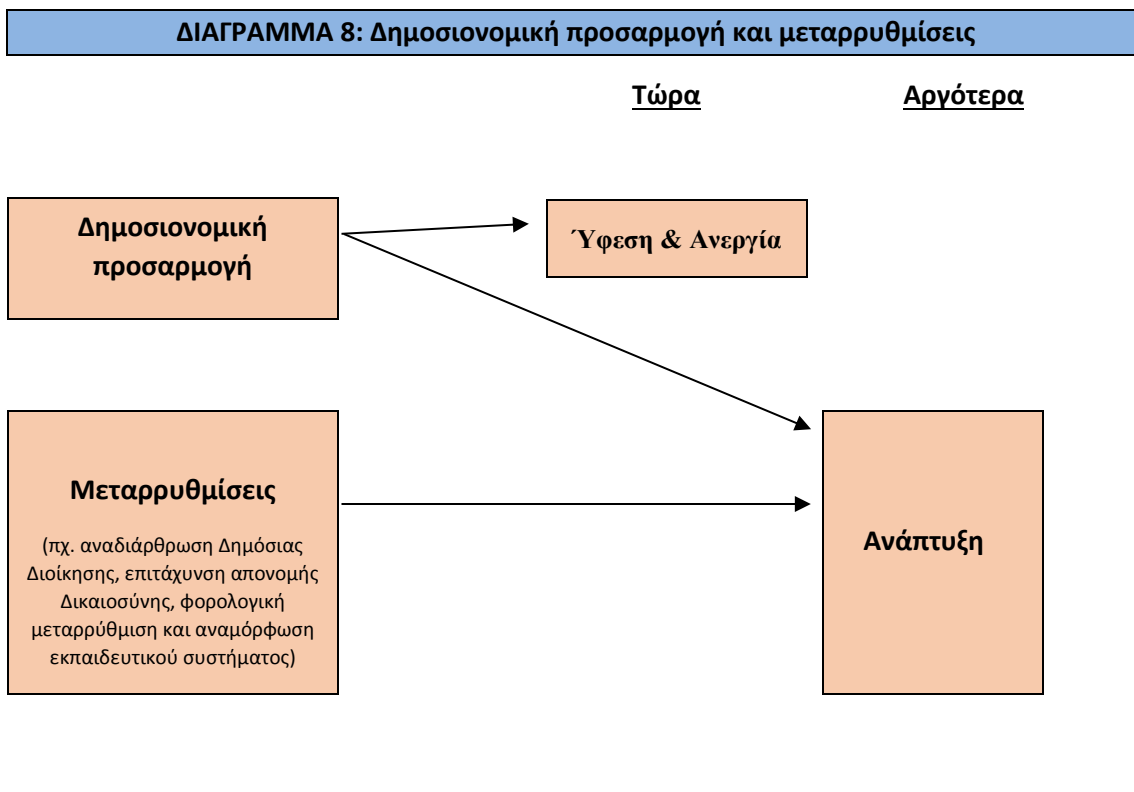 ΔΙΑΓΡΑΜΜΑ 8: Δημοσιονομική προσαρμογή και μεταρρυθμίσεις
Τώρα
Αργότερα
Δημοσιονομική
προσαρμογή
Ύφεση & Ανεργία
Μεταρρυθμίσεις
(πχ. αναδιάρθρωση Δημόσιας
Διοίκησης, επιτάχυνση απονομής
Δικαιοσύνης, φορολογική
μεταρρύθμιση και αναμόρφωση
εκπαιδευτικού συστήματος)
Ανάπτυξη